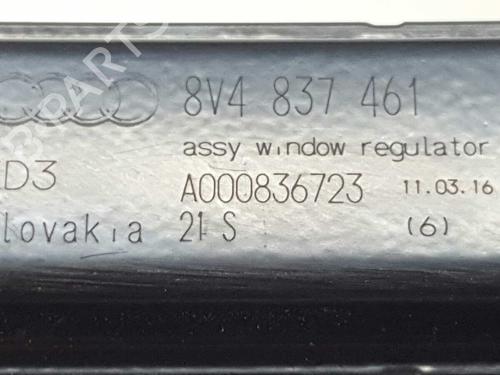 8V4 837 461
assy window regulator
D3 A000836723 11.03.16
lovakia 21 S (6)